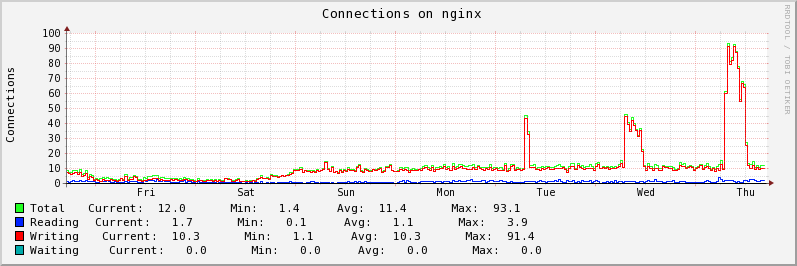 Connections on nginx
RRDTOOL / TOBI OETIKER
Connections
100
90
80
70
60
50
40
30
20
10
0
Fri Sat Sun Mon Tue Wed Thu
Total Current: 12.0 Min: 1.4 Avg: 11.4 Max: 93.1
Reading Current: 1.7 Min: 0.1 Avg: 1.1 Max: 3.9
Writing Current: 10.3 Min: 1.1 Avg: 10.3 Max: 91.4
Waiting Current: 0.0 Min: 0.0 Avg: 0.0 Max: 0.0